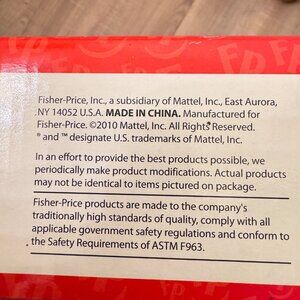 Fisher-Price, Inc., a subsidiary of Mattel, Inc., East Aurora,
NY 14052 U.S.A. MADE IN CHINA. Manufactured for
Fisher-Price. ©2010 Mattel, Inc. All Rights Reserved.
® and ™ designate U.S. trademarks of Mattel, Inc.
In an effort to provide the best products possible, we
periodically make product modifications. Actual products
may not be identical to items pictured on package.
Fisher-Price products are made to the company's
traditionally high standards of quality, comply with all
applicable government safety regulations and conform to
the Safety Requirements of ASTM F963.